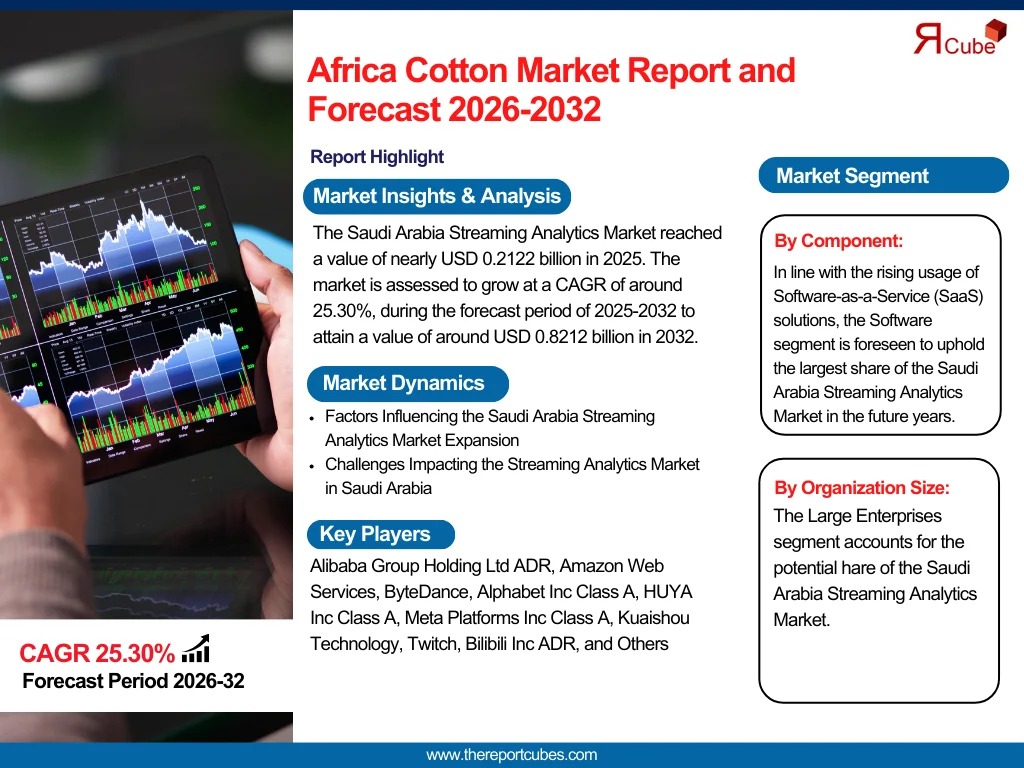 ЯCube
Africa Cotton Market Report and
Forecast 2026-2032
Report Highlight
Market Insights & Analysis
The Saudi Arabia Streaming Analytics Market reached
a value of nearly USD 0.2122 billion in 2025. The
market is assessed to grow at a CAGR of around
25.30%, during the forecast period of 2025-2032 to
attain a value of around USD 0.8212 billion in 2032.
Market Dynamics
• Factors Influencing the Saudi Arabia Streaming
Analytics Market Expansion
• Challenges Impacting the Streaming Analytics Market
in Saudi Arabia
Key Players
Alibaba Group Holding Ltd ADR, Amazon Web
Services, ByteDance, Alphabet Inc Class A, HUYA
Inc Class A, Meta Platforms Inc Class A, Kuaishou
Technology, Twitch, Bilibili Inc ADR, and Others
Market Segment
By Component:
In line with the rising usage of
Software-as-a-Service (SaaS)
solutions, the Software
segment is foreseen to uphold
the largest share of the Saudi
Arabia Streaming Analytics
Market in the future years.
By Organization Size:
The Large Enterprises
segment accounts for the
potential hare of the Saudi
Arabia Streaming Analytics
Market.
CAGR 25.30%
Forecast Period 2026-32
www.thereportcubes.com